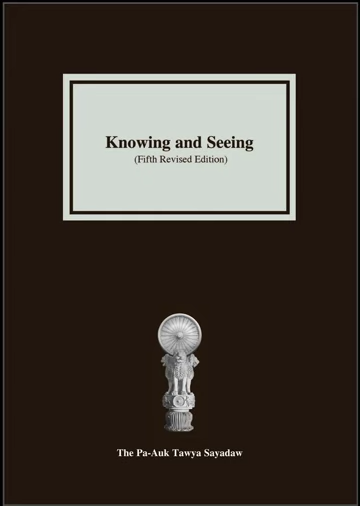 Knowing and Seeing
(Fifth Revised Edition)
The Pa-Auk Tawya Sayadaw